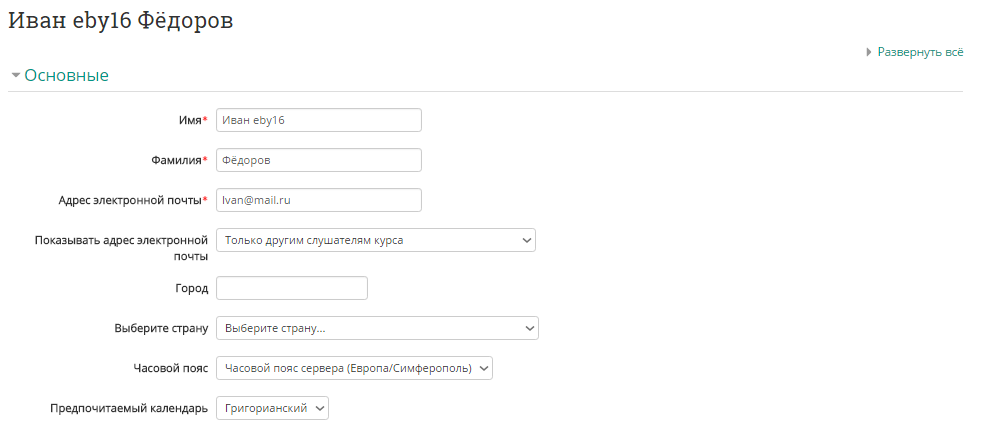 Иван eby16 Фёдоров
Развернуть всё
Основные
Имя* Иван eby16
Фамилия* Фёдоров
Адрес электронной почты* Ivan@mail.ru
Показывать адрес электронной почты Только другим слушателям курса
Город
Выберите страну Выберите страну...
Часовой пояс Часовой пояс сервера (Европа/Симферополь)
Предпочитаемый календарь Григорианский